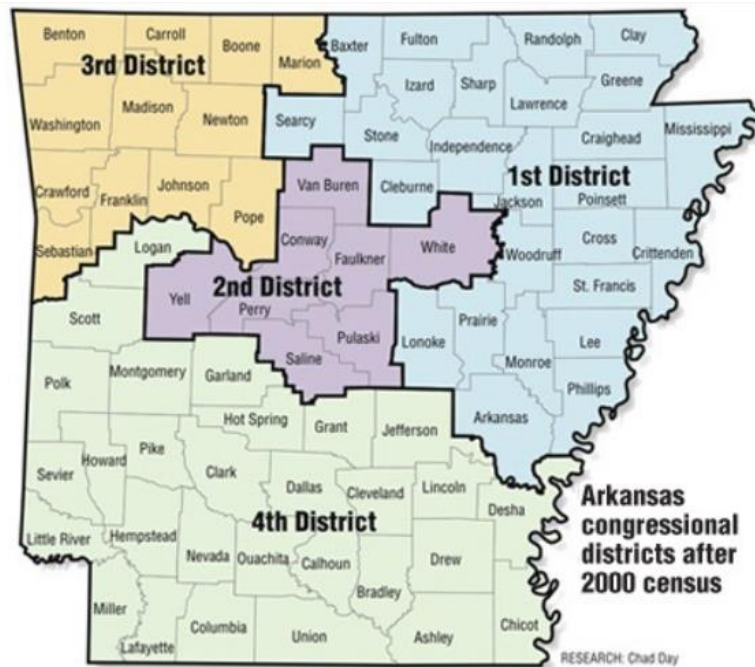 Benton
Carroll
Boone
Marion
Baxter
Fulton
Randolph
Clay
3rd District
Izard
Sharp
Greene
Washington
Madison
Newton
Searcy
Lawrence
Mississippi
Stone
Independence
Craighead
Crawford
Franklin
Johnson
Pope
Van Buren
Cleburne
1st District
Jackson
Poinsett
Sebastian
Logan
Conway
Faulkner
White
Woodruff
Cross
Crittenden
2nd District
St. Francis
Scott
Yell
Perry
Pulaski
Lonoke
Prairie
Lee
Saline
Monroe
Polk
Montgomery
Garland
Phillips
Hot Spring
Grant
Jefferson
Arkansas
Sevier
Howard
Pike
Clark
Dallas
Cleveland
Lincoln
Desha
Arkansas
congressional
districts after
2000 census
4th District
Little River
Hempstead
Nevada
Ouachita
Calhoun
Drew
Bradley
Miller
Lafayette
Columbia
Union
Ashley
Chicot
RESEARCH: Chad Day